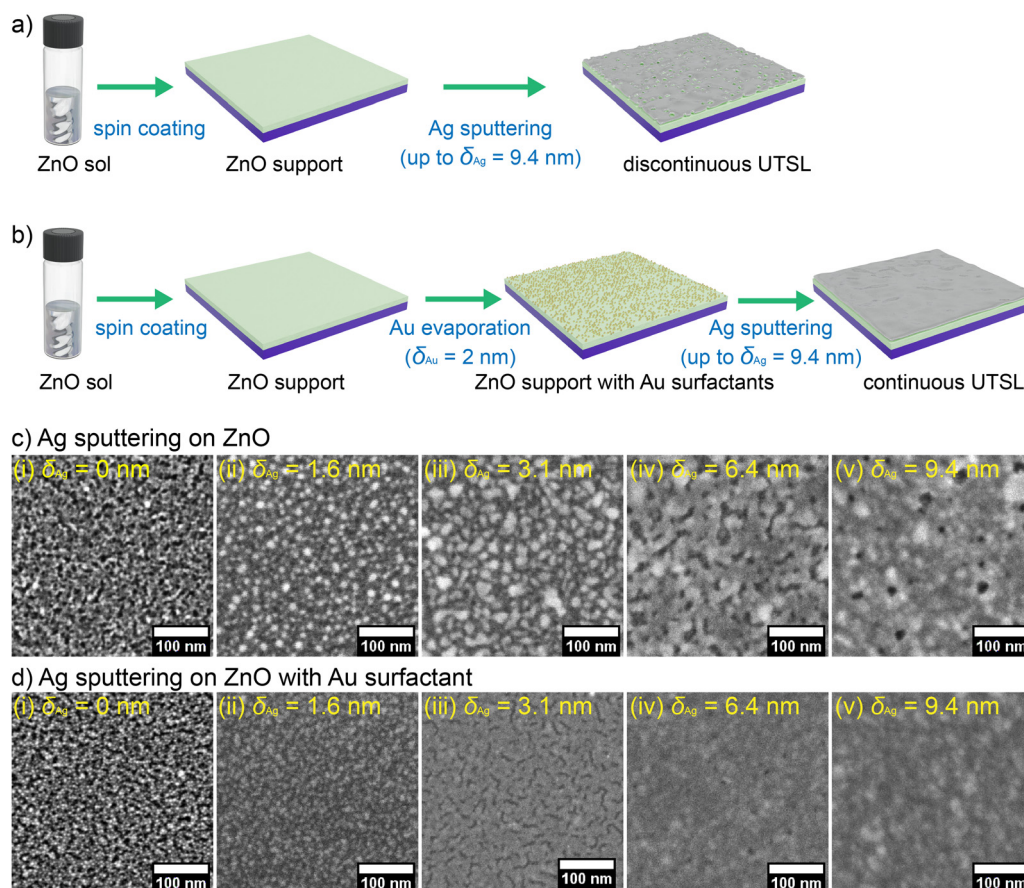 a)
spin coating
Ag sputtering
(up to δAg = 9.4 nm)
ZnO sol
ZnO support
discontinuous UTSL
b)
spin coating
Au evaporation
(δAu = 2 nm)
Ag sputtering
(up to δAg = 9.4 nm)
ZnO sol
ZnO support
ZnO support with Au surfactants
continuous UTSL
c) Ag sputtering on ZnO
(i) δAg = 0 nm
(ii) δAg = 1.6 nm
(iii) δAg = 3.1 nm
(iv) δAg = 6.4 nm
(v) δAg = 9.4 nm
100 nm
100 nm
100 nm
100 nm
100 nm
d) Ag sputtering on ZnO with Au surfactant
(i) δAg = 0 nm
(ii) δAg = 1.6 nm
(iii) δAg = 3.1 nm
(iv) δAg = 6.4 nm
(v) δAg = 9.4 nm
100 nm
100 nm
100 nm
100 nm
100 nm